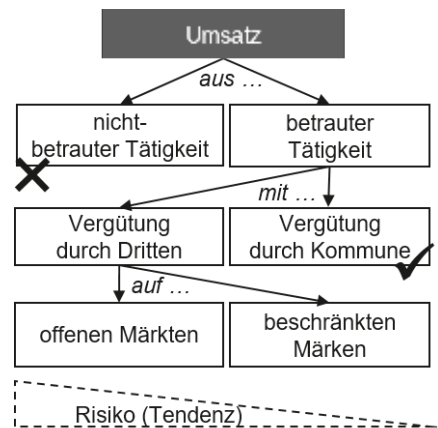 Umsatz
aus ...
nicht-
betrauter Tätigkeit
betrauter
Tätigkeit
mit ...
Vergütung
durch Dritten
Vergütung
durch Kommune
auf ...
offenen Märkten
beschränkten
Märken
Risiko (Tendenz)